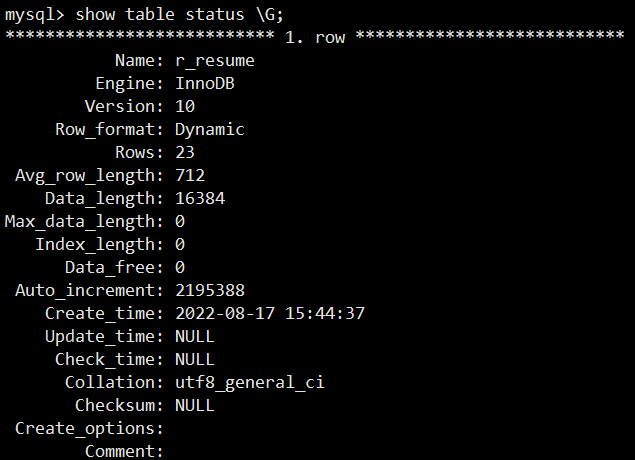 mysql> show table status \G;
*************************** 1. row ***************************
Name: r_resume
Engine: InnoDB
Version: 10
Row_format: Dynamic
Rows: 23
Avg_row_length: 712
Data_length: 16384
Max_data_length: 0
Index_length: 0
Data_free: 0
Auto_increment: 2195388
Create_time: 2022-08-17 15:44:37
Update_time: NULL
Check_time: NULL
Collation: utf8_general_ci
Checksum: NULL
Create_options:
Comment: